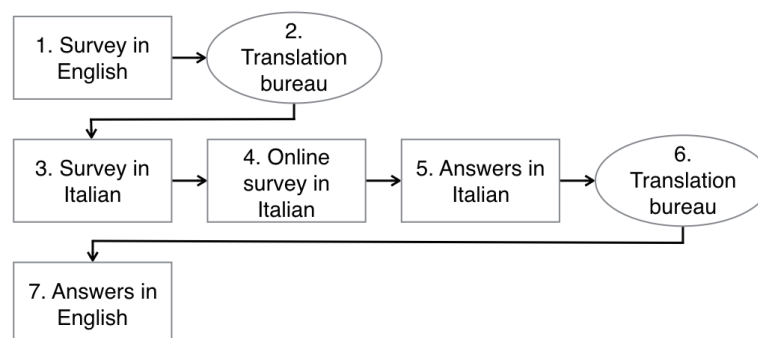 1. Survey in
English
2.
Translation
bureau
3. Survey in
Italian
4. Online
survey in
Italian
5. Answers in
Italian
6.
Translation
bureau
7. Answers in
English